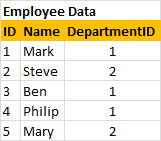 Employee Data
ID Name DepartmentID
1 Mark 1
2 Steve 2
3 Ben 1
4 Philip 1
5 Mary 2